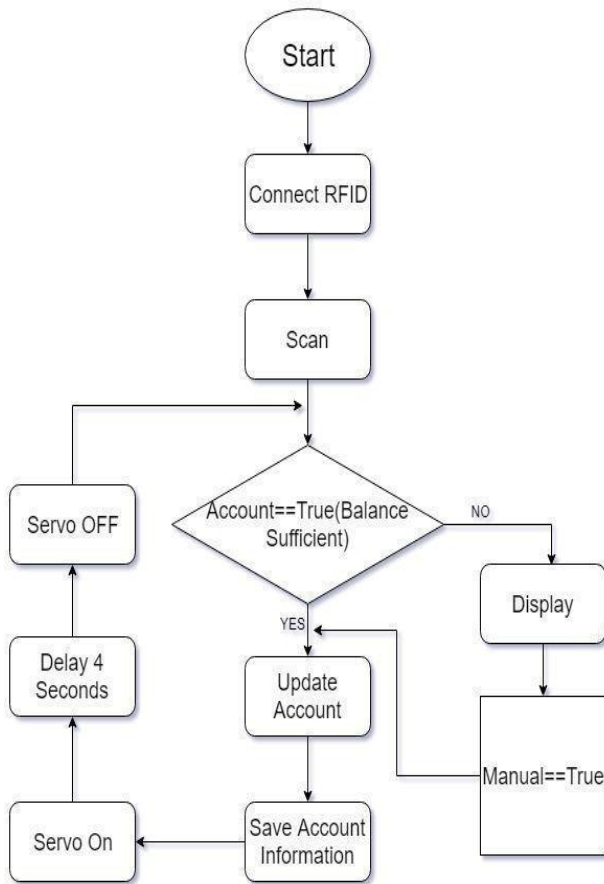 Start
Connect RFID
Scan
Account==True(Balance
Sufficient)
NO
Servo OFF
Display
YES
Delay 4
Seconds
Update
Account
Manual==True
Servo On
Save Account
Information